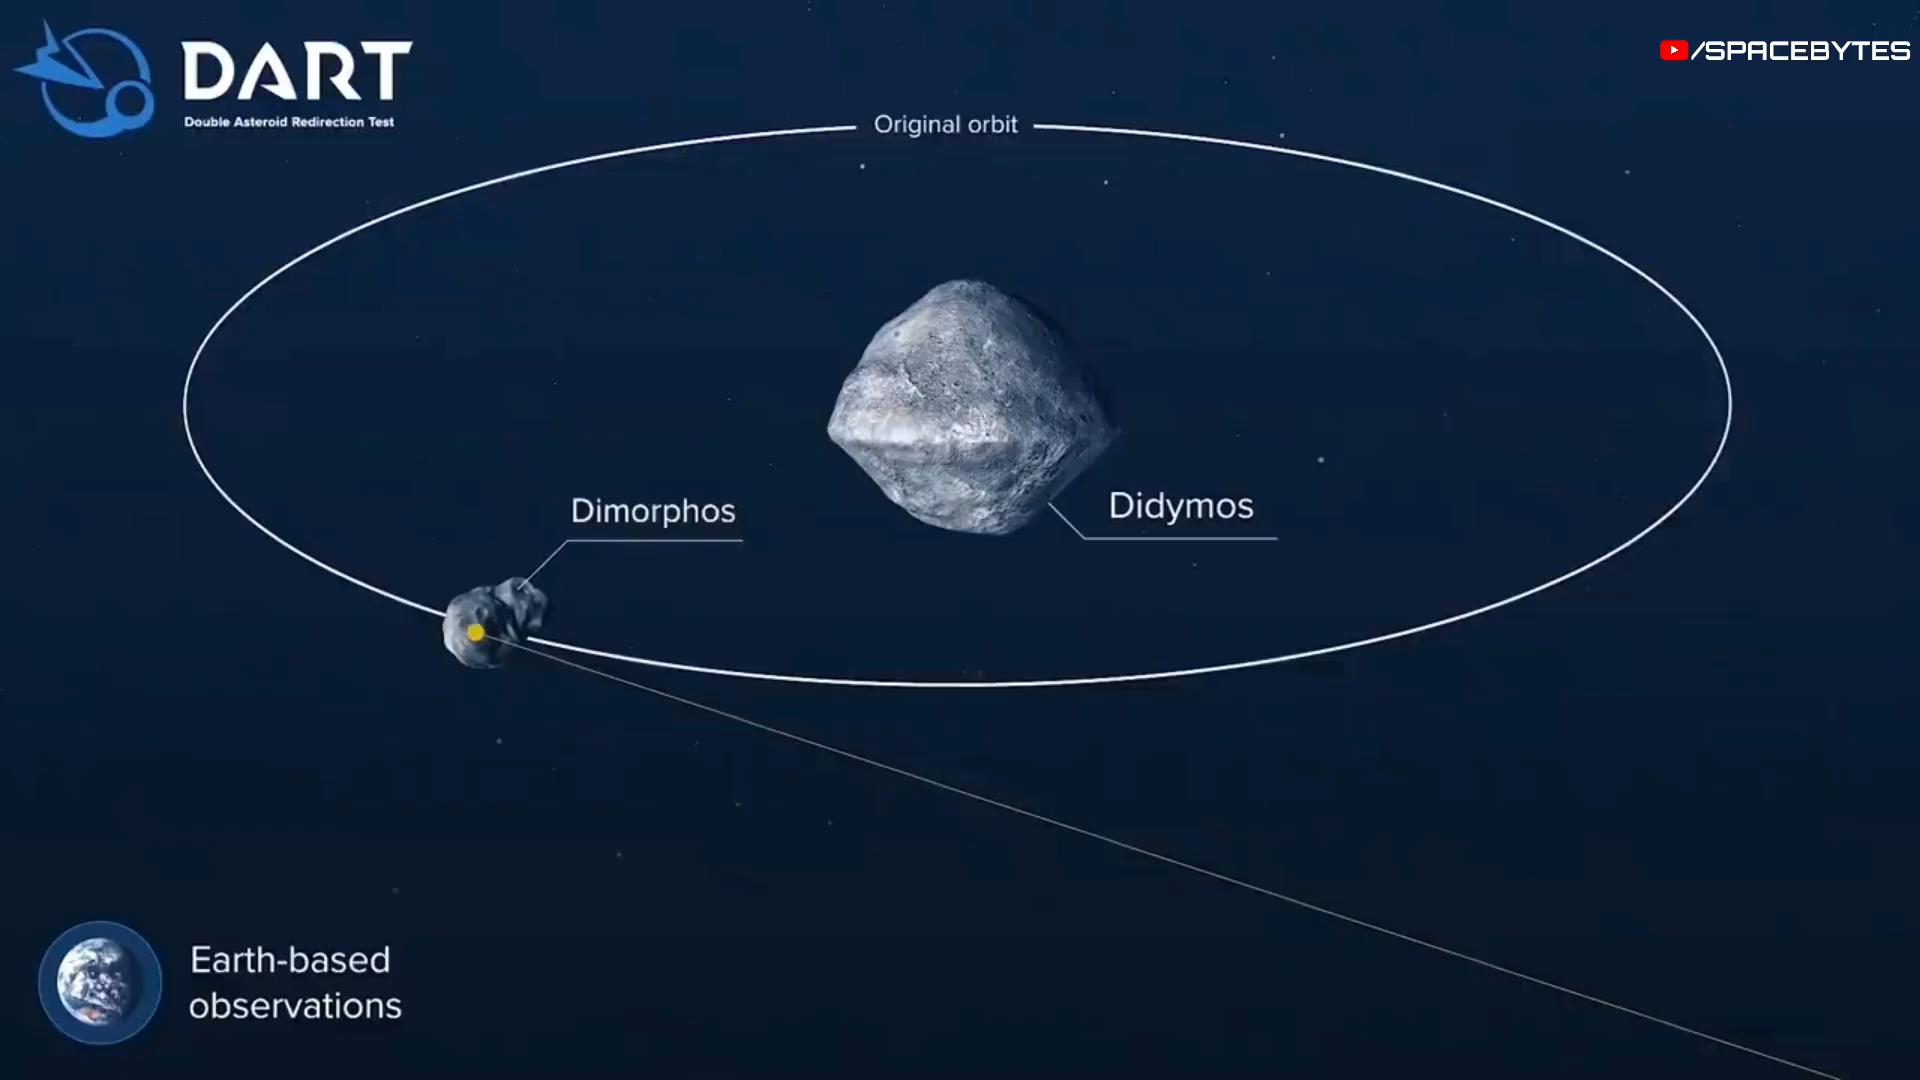 DART
Double Asteroid Redirection Test
/SPACEBYTES
Original orbit
Didymos
Dimorphos
Earth-based
observations